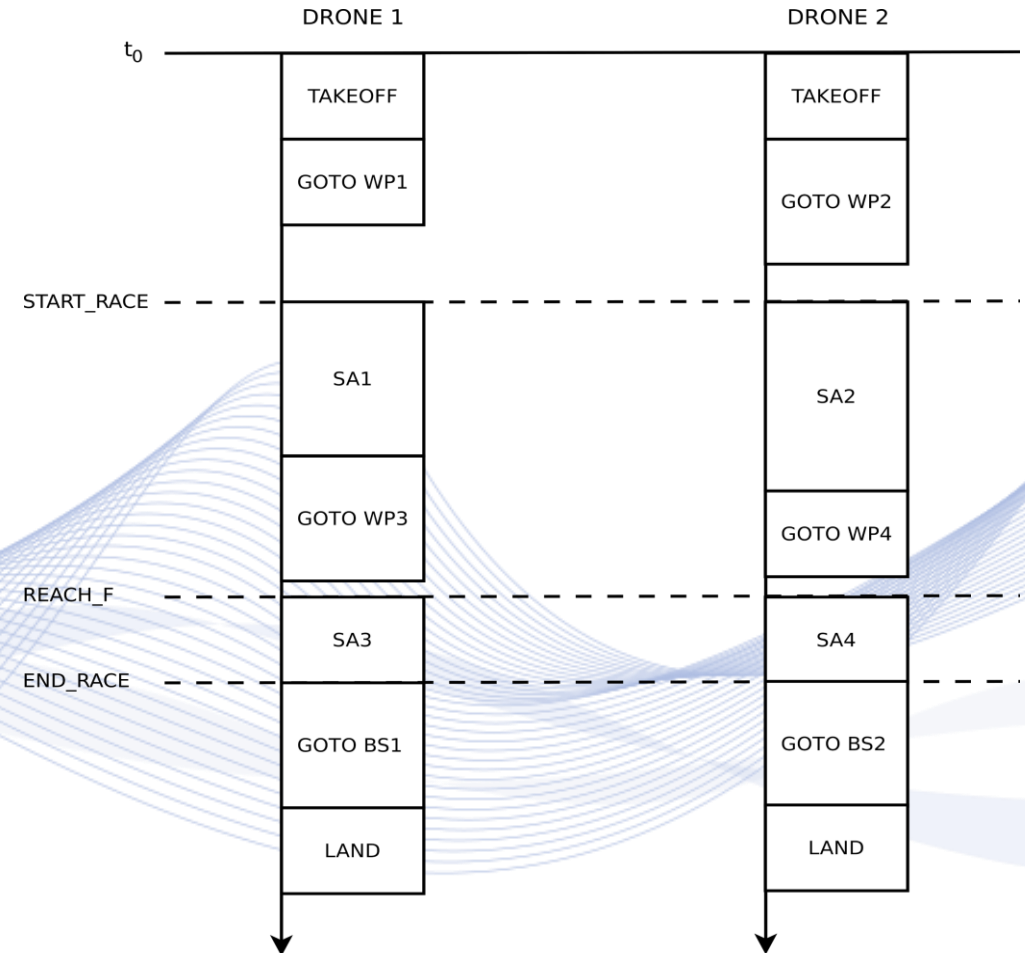 DRONE 1
DRONE 2
t0
TAKEOFF
TAKEOFF
GOTO WP1
GOTO WP2
START_RACE
SA1
SA2
GOTO WP3
GOTO WP4
REACH_F
SA3
SA4
END_RACE
GOTO BS1
GOTO BS2
LAND
LAND